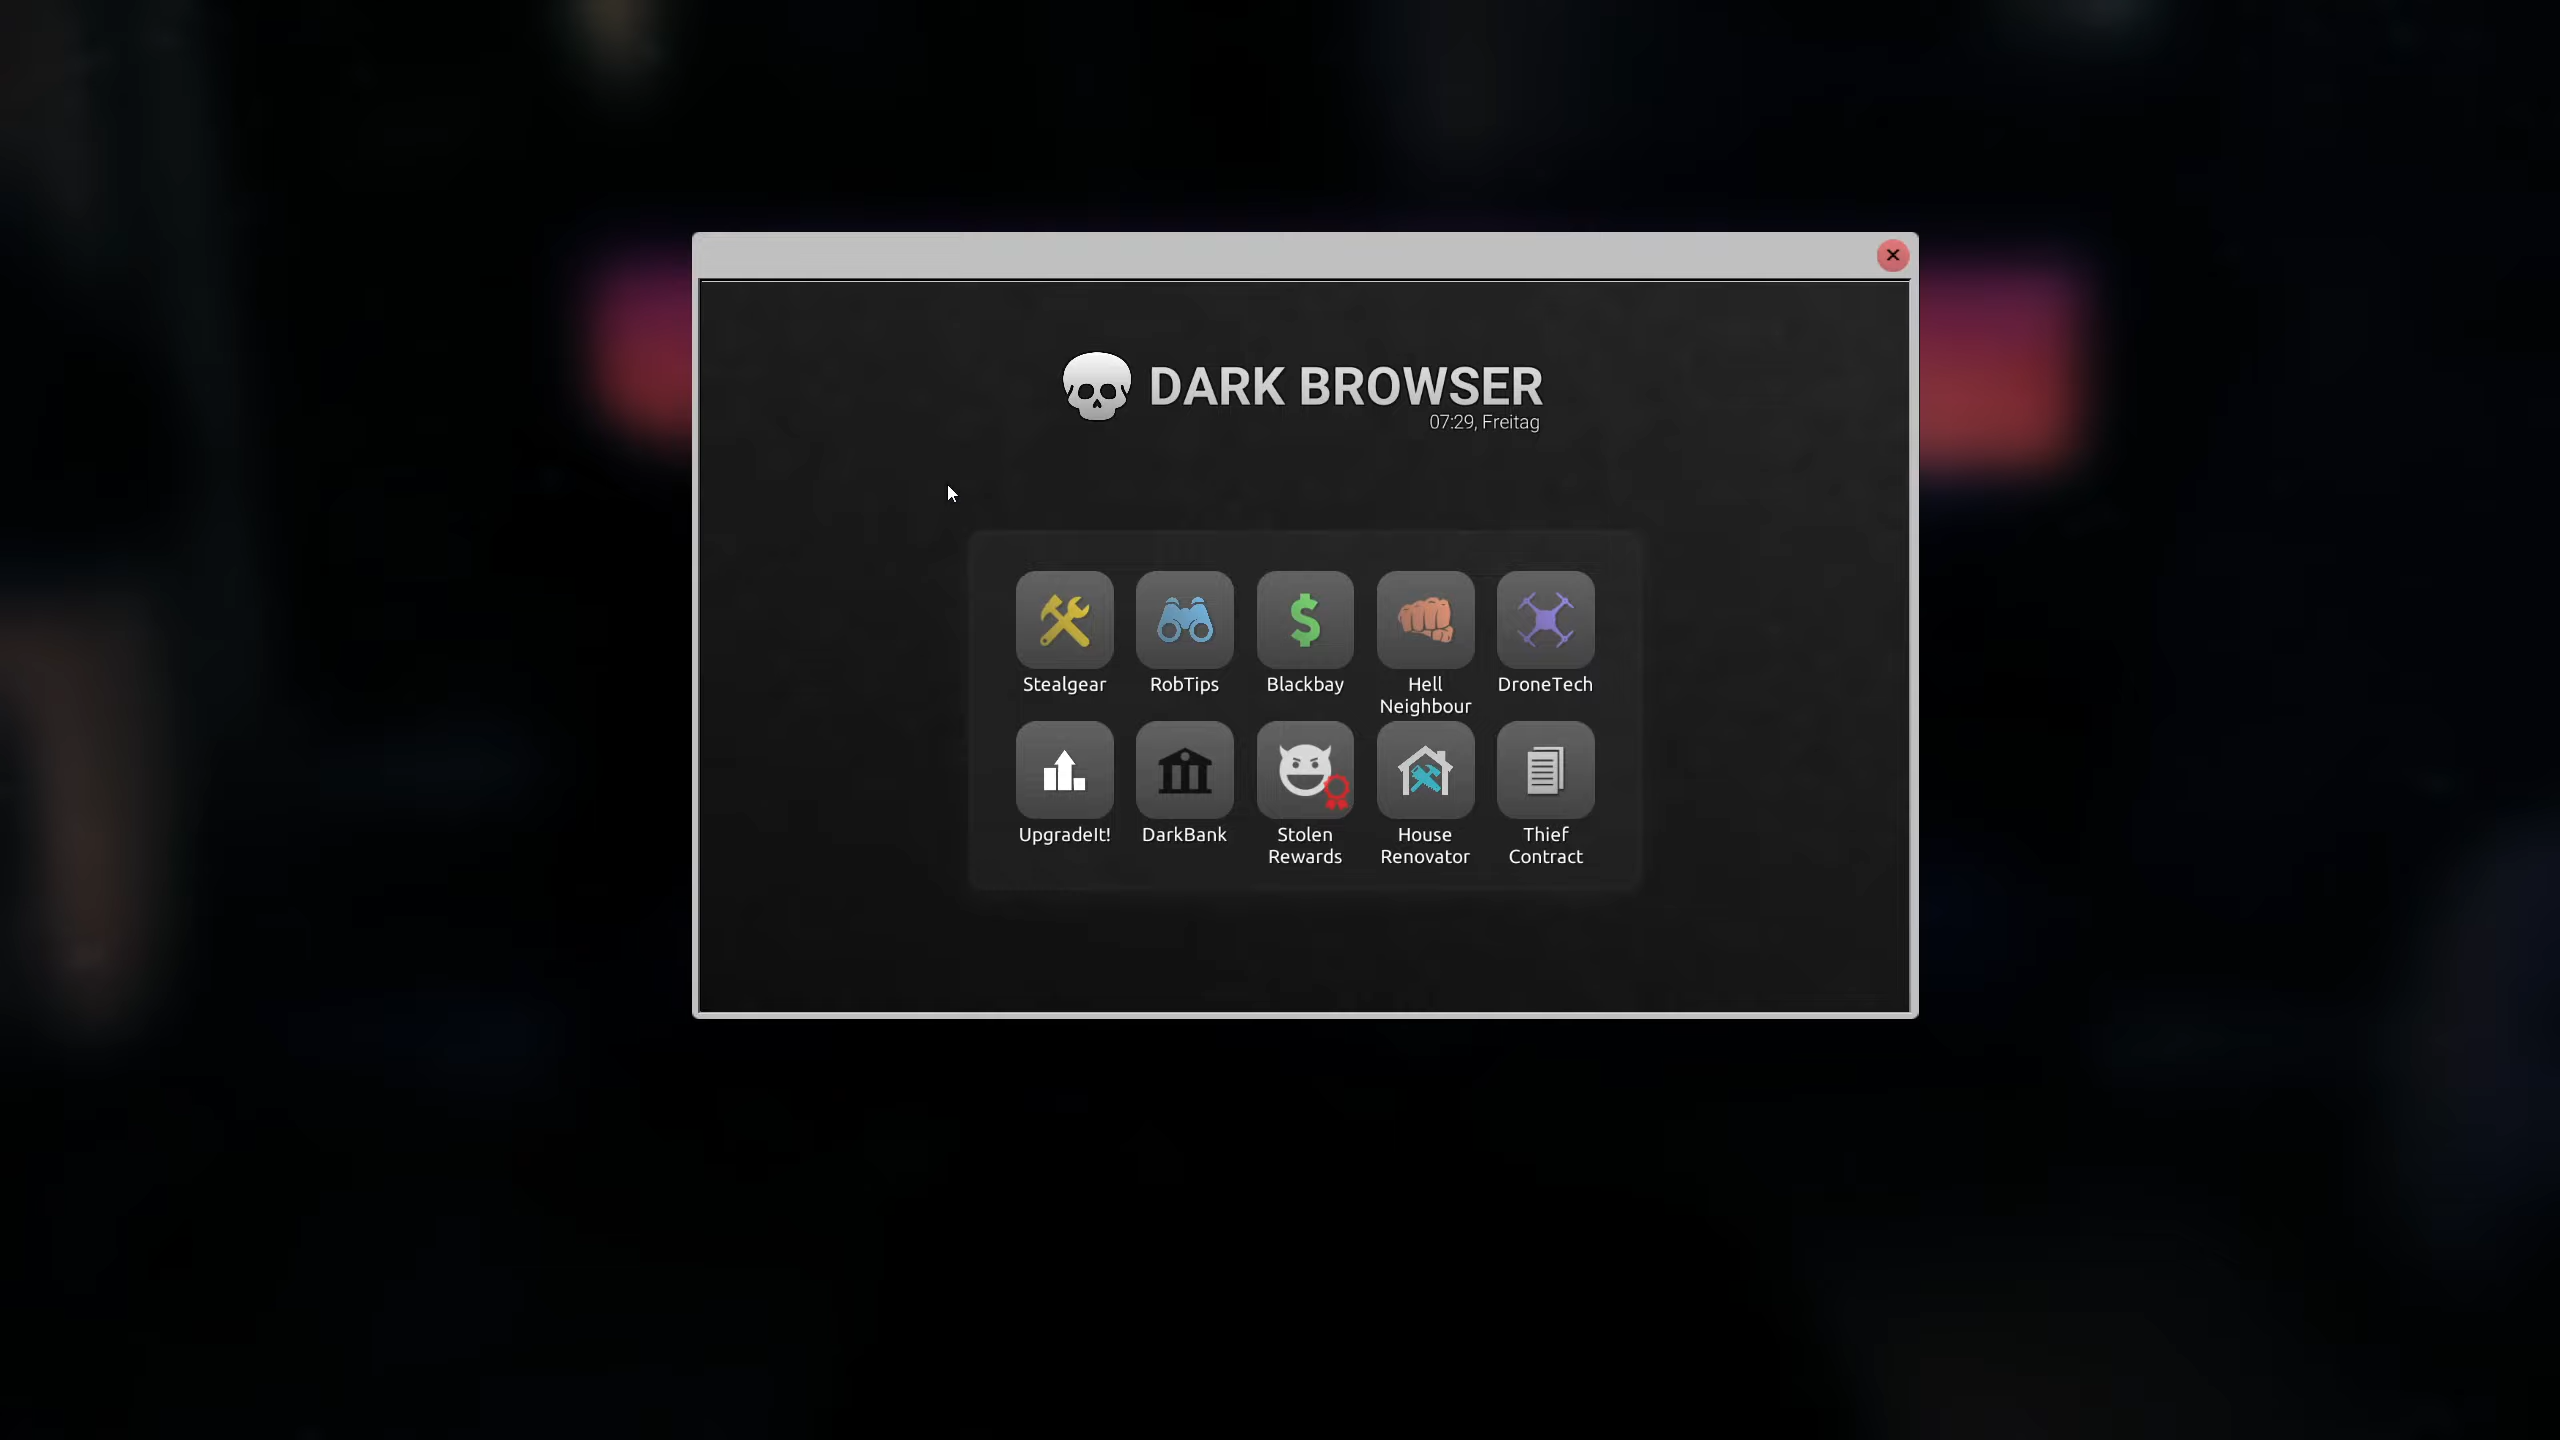 DARK BROWSER
07:29, Freitag
Stealgear
RobTips
Blackbay
Hell
Neighbour
DroneTech
UpgradeIt!
DarkBank
Stolen
Rewards
House
Renovator
Thief
Contract